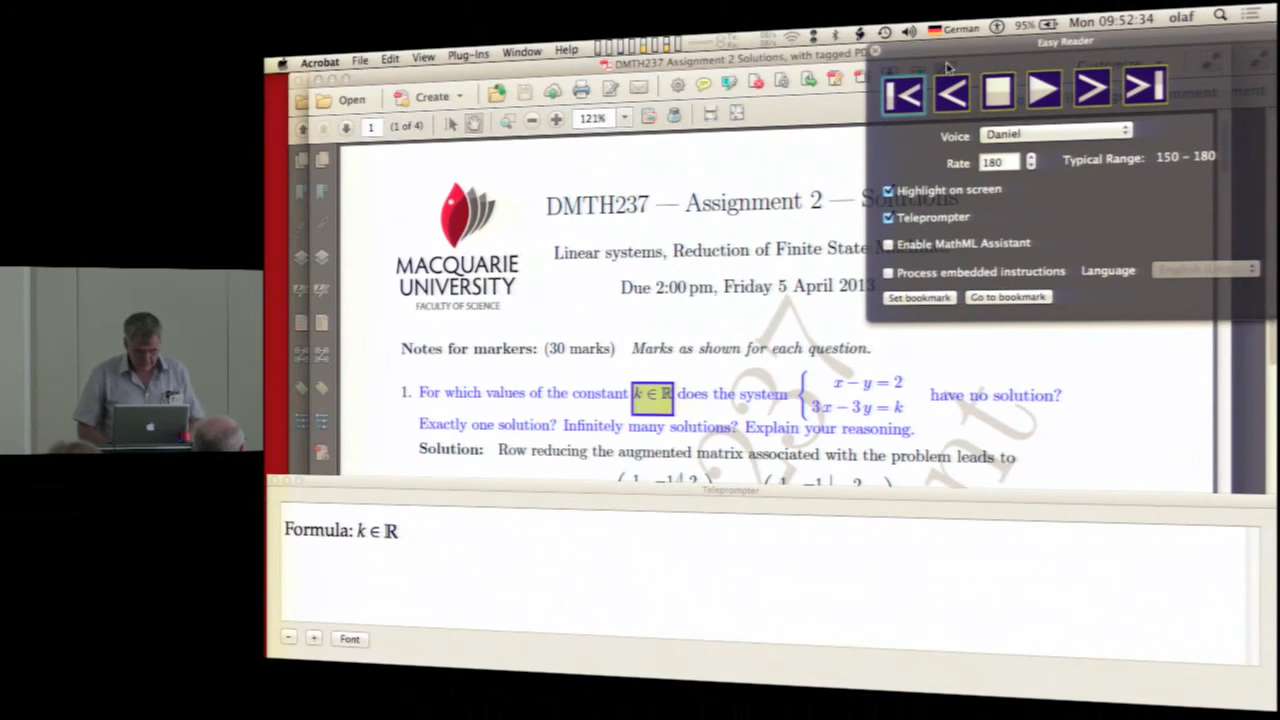 Acrobat File Edit View Plug-Ins Window Help
German 95% Mon 09:52:34 olaf
DMTH237 Assignment 2 Solutions, with tagged PD
Easy Reader
Open Create Customize
1 (1 of 4) 121%
Voice Daniel
Rate 180 Typical Range: 150 – 180
Highlight on screen
Teleprompter
Enable MathML Assistant
Process embedded instructions Language
Set bookmark Go to bookmark
MACQUARIE
UNIVERSITY
FACULTY OF SCIENCE
DMTH237 — Assignment 2 — Solutions
Linear systems, Reduction of Finite State
Due 2:00 pm, Friday 5 April 2013
Notes for markers: (30 marks) Marks as shown for each question.
1. For which values of the constant k ∈ ℝ does the system { x − y = 2
3x − 3y = k have no solution?
Exactly one solution? Infinitely many solutions? Explain your reasoning.
Solution: Row reducing the augmented matrix associated with the problem leads to
237
Teleprompter
Formula: k ∈ ℝ
- + Font